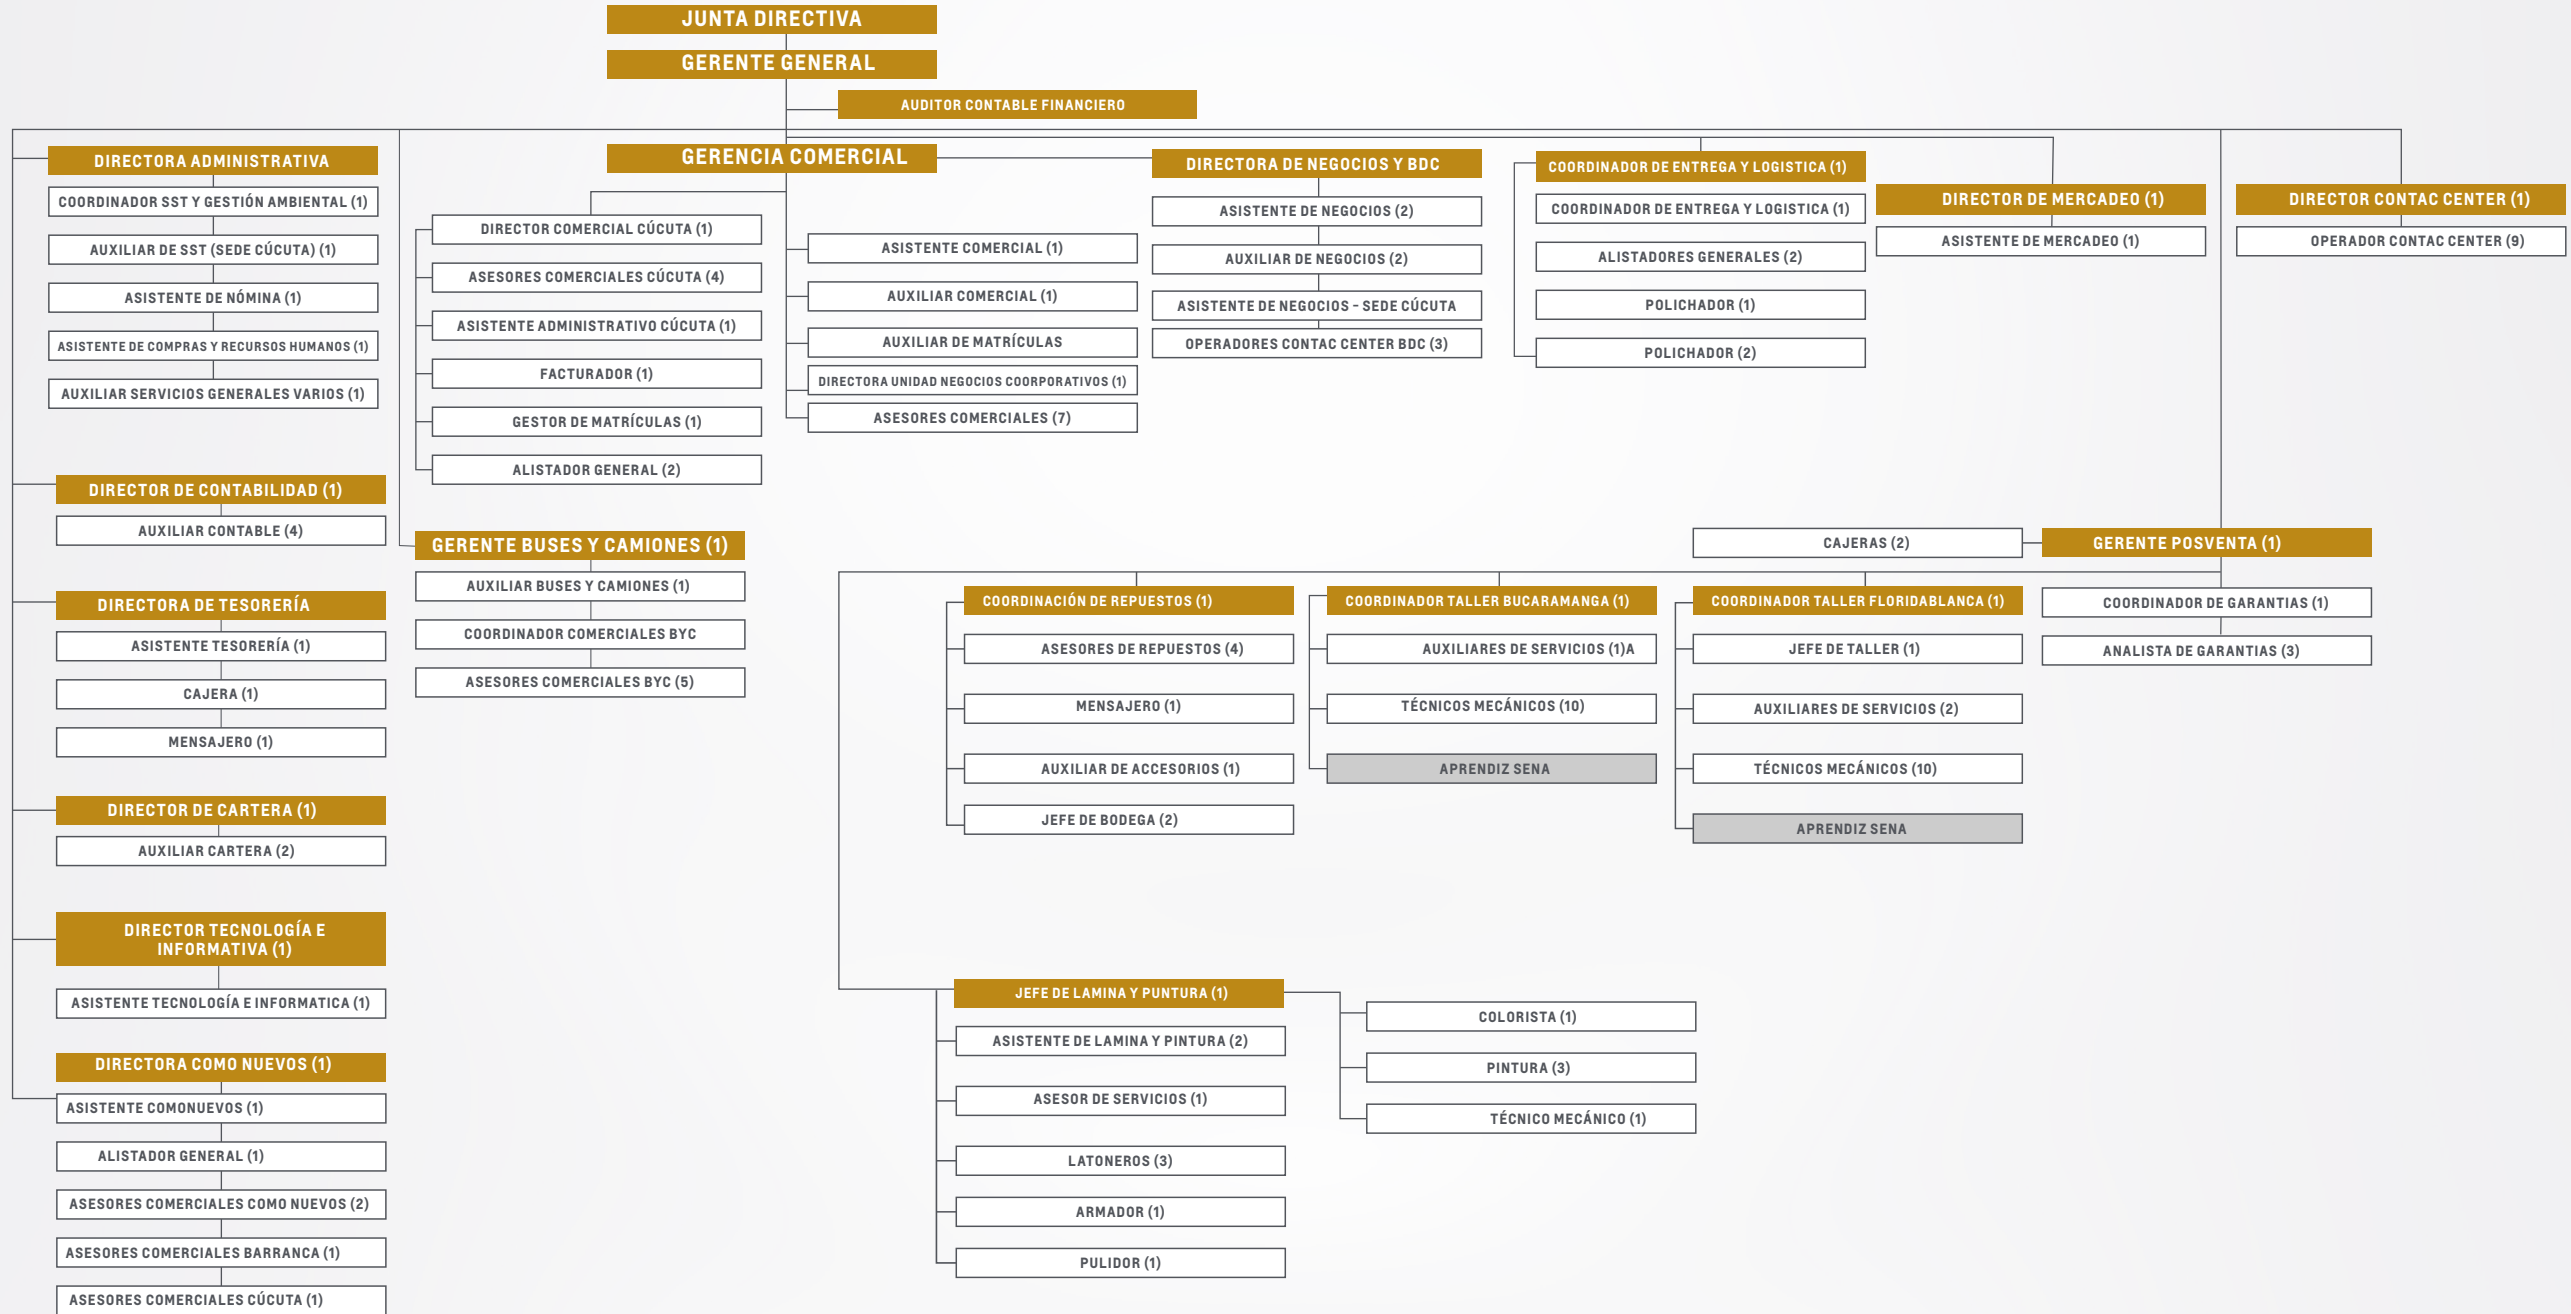 JUNTA DIRECTIVA
GERENTE GENERAL
AUDITOR CONTABLE FINANCIERO
DIRECTORA ADMINISTRATIVA
COORDINADOR SST Y GESTIÓN AMBIENTAL (1)
AUXILIAR DE SST (SEDE CÚCUTA) (1)
ASISTENTE DE NÓMINA (1)
ASISTENTE DE COMPRAS Y RECURSOS HUMANOS (1)
AUXILIAR SERVICIOS GENERALES VARIOS (1)
DIRECTOR DE CONTABILIDAD (1)
AUXILIAR CONTABLE (4)
DIRECTORA DE TESORERÍA
ASISTENTE TESORERÍA (1)
CAJERA (1)
MENSAJERO (1)
DIRECTOR DE CARTERA (1)
AUXILIAR CARTERA (2)
DIRECTOR TECNOLOGÍA E
INFORMATIVA (1)
ASISTENTE TECNOLOGÍA E INFORMATICA (1)
DIRECTORA COMO NUEVOS (1)
ASISTENTE COMONUEVOS (1)
ALISTADOR GENERAL (1)
ASESORES COMERCIALES COMO NUEVOS (2)
ASESORES COMERCIALES BARRANCA (1)
ASESORES COMERCIALES CÚCUTA (1)
GERENCIA COMERCIAL
DIRECTOR COMERCIAL CÚCUTA (1)
ASESORES COMERCIALES CÚCUTA (4)
ASISTENTE ADMINISTRATIVO CÚCUTA (1)
FACTURADOR (1)
GESTOR DE MATRÍCULAS (1)
ALISTADOR GENERAL (2)
ASISTENTE COMERCIAL (1)
AUXILIAR COMERCIAL (1)
AUXILIAR DE MATRÍCULAS
DIRECTORA UNIDAD NEGOCIOS COORPORATIVOS (1)
ASESORES COMERCIALES (7)
GERENTE BUSES Y CAMIONES (1)
AUXILIAR BUSES Y CAMIONES (1)
COORDINADOR COMERCIALES BYC
ASESORES COMERCIALES BYC (5)
DIRECTORA DE NEGOCIOS Y BDC
ASISTENTE DE NEGOCIOS (2)
AUXILIAR DE NEGOCIOS (2)
ASISTENTE DE NEGOCIOS - SEDE CÚCUTA
OPERADORES CONTAC CENTER BDC (3)
COORDINADOR DE ENTREGA Y LOGISTICA (1)
COORDINADOR DE ENTREGA Y LOGISTICA (1)
ALISTADORES GENERALES (2)
POLICHADOR (1)
POLICHADOR (2)
DIRECTOR DE MERCADEO (1)
ASISTENTE DE MERCADEO (1)
DIRECTOR CONTAC CENTER (1)
OPERADOR CONTAC CENTER (9)
CAJERAS (2)
GERENTE POSVENTA (1)
COORDINADOR DE GARANTIAS (1)
ANALISTA DE GARANTIAS (3)
COORDINACIÓN DE REPUESTOS (1)
ASESORES DE REPUESTOS (4)
MENSAJERO (1)
AUXILIAR DE ACCESORIOS (1)
JEFE DE BODEGA (2)
COORDINADOR TALLER BUCARAMANGA (1)
AUXILIARES DE SERVICIOS (1)A
TÉCNICOS MECÁNICOS (10)
APRENDIZ SENA
COORDINADOR TALLER FLORIDABLANCA (1)
JEFE DE TALLER (1)
AUXILIARES DE SERVICIOS (2)
TÉCNICOS MECÁNICOS (10)
APRENDIZ SENA
JEFE DE LAMINA Y PUNTURA (1)
ASISTENTE DE LAMINA Y PINTURA (2)
ASESOR DE SERVICIOS (1)
LATONEROS (3)
ARMADOR (1)
PULIDOR (1)
COLORISTA (1)
PINTURA (3)
TÉCNICO MECÁNICO (1)